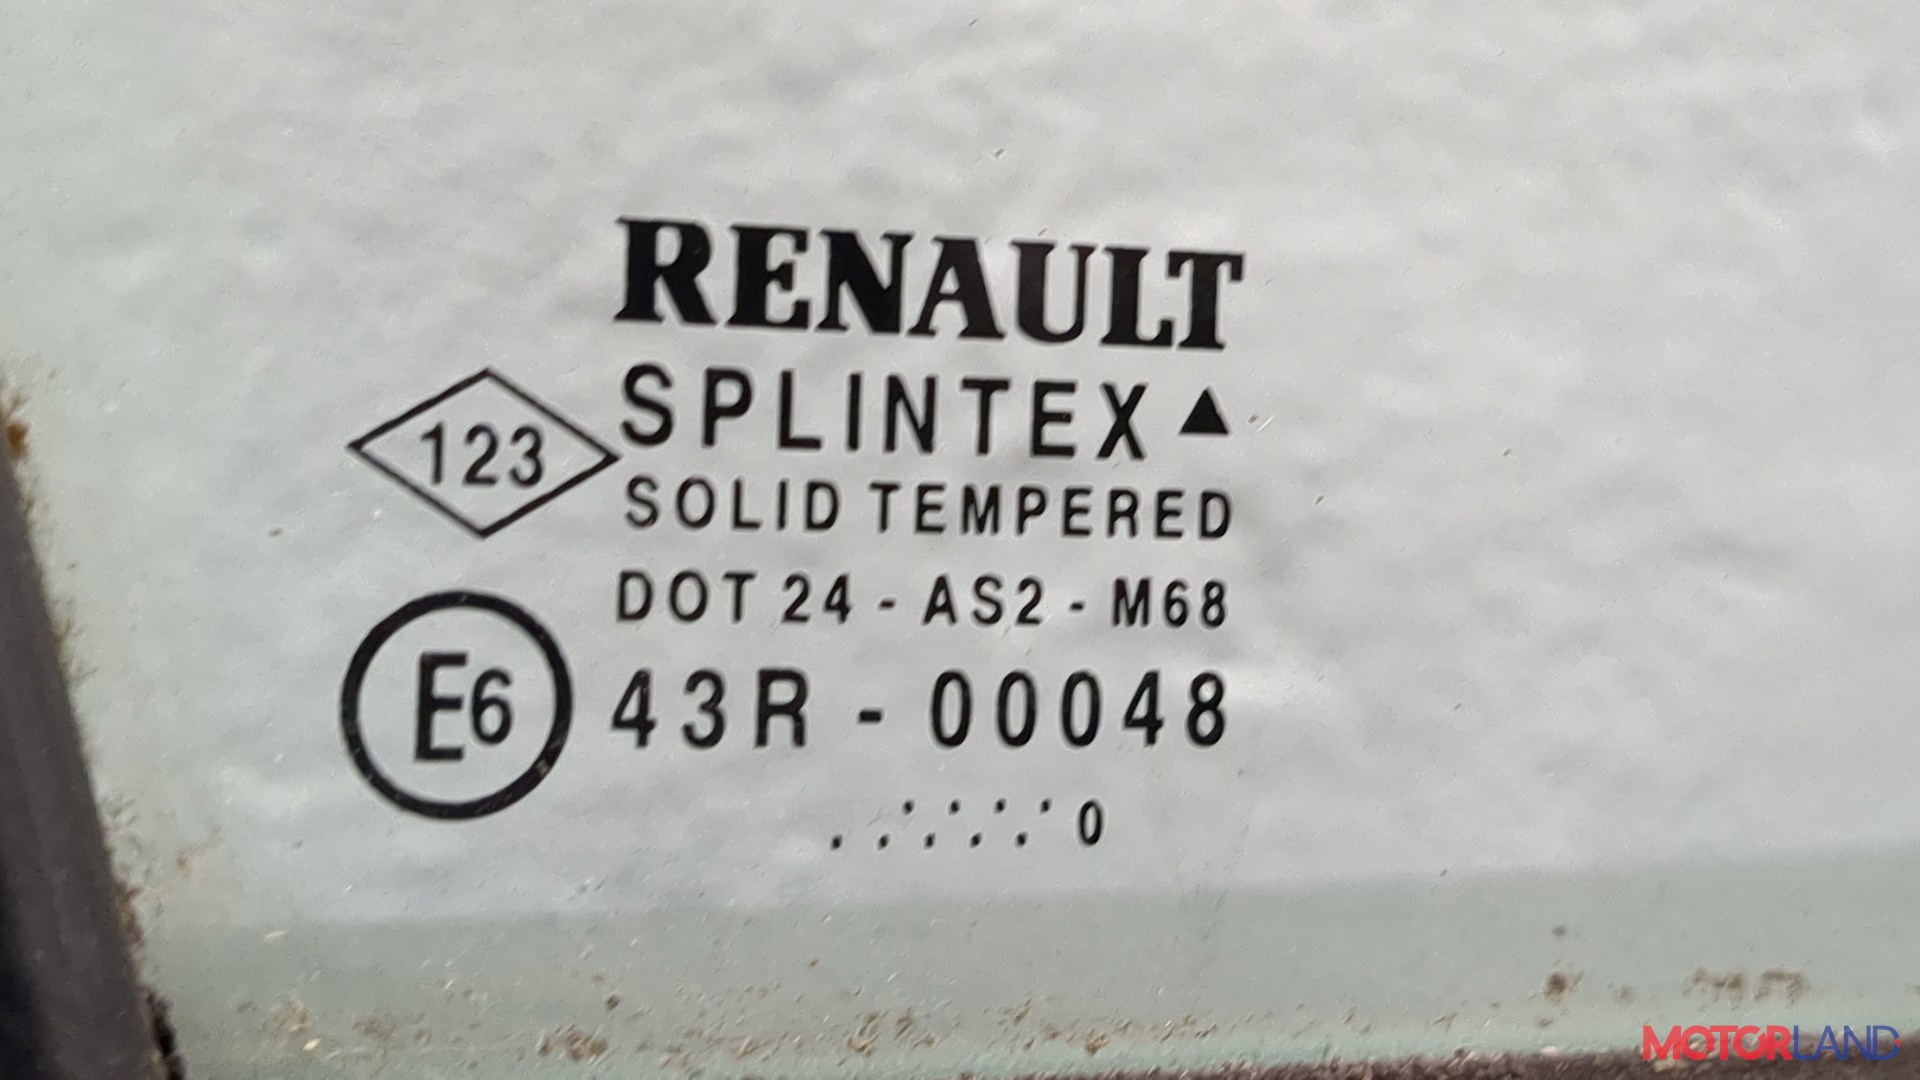 RENAULT
SPLINTEX ▲
123
SOLID TEMPERED
DOT 24 - AS2 - M68
E6 43R - 00048
0
MOTORLAND